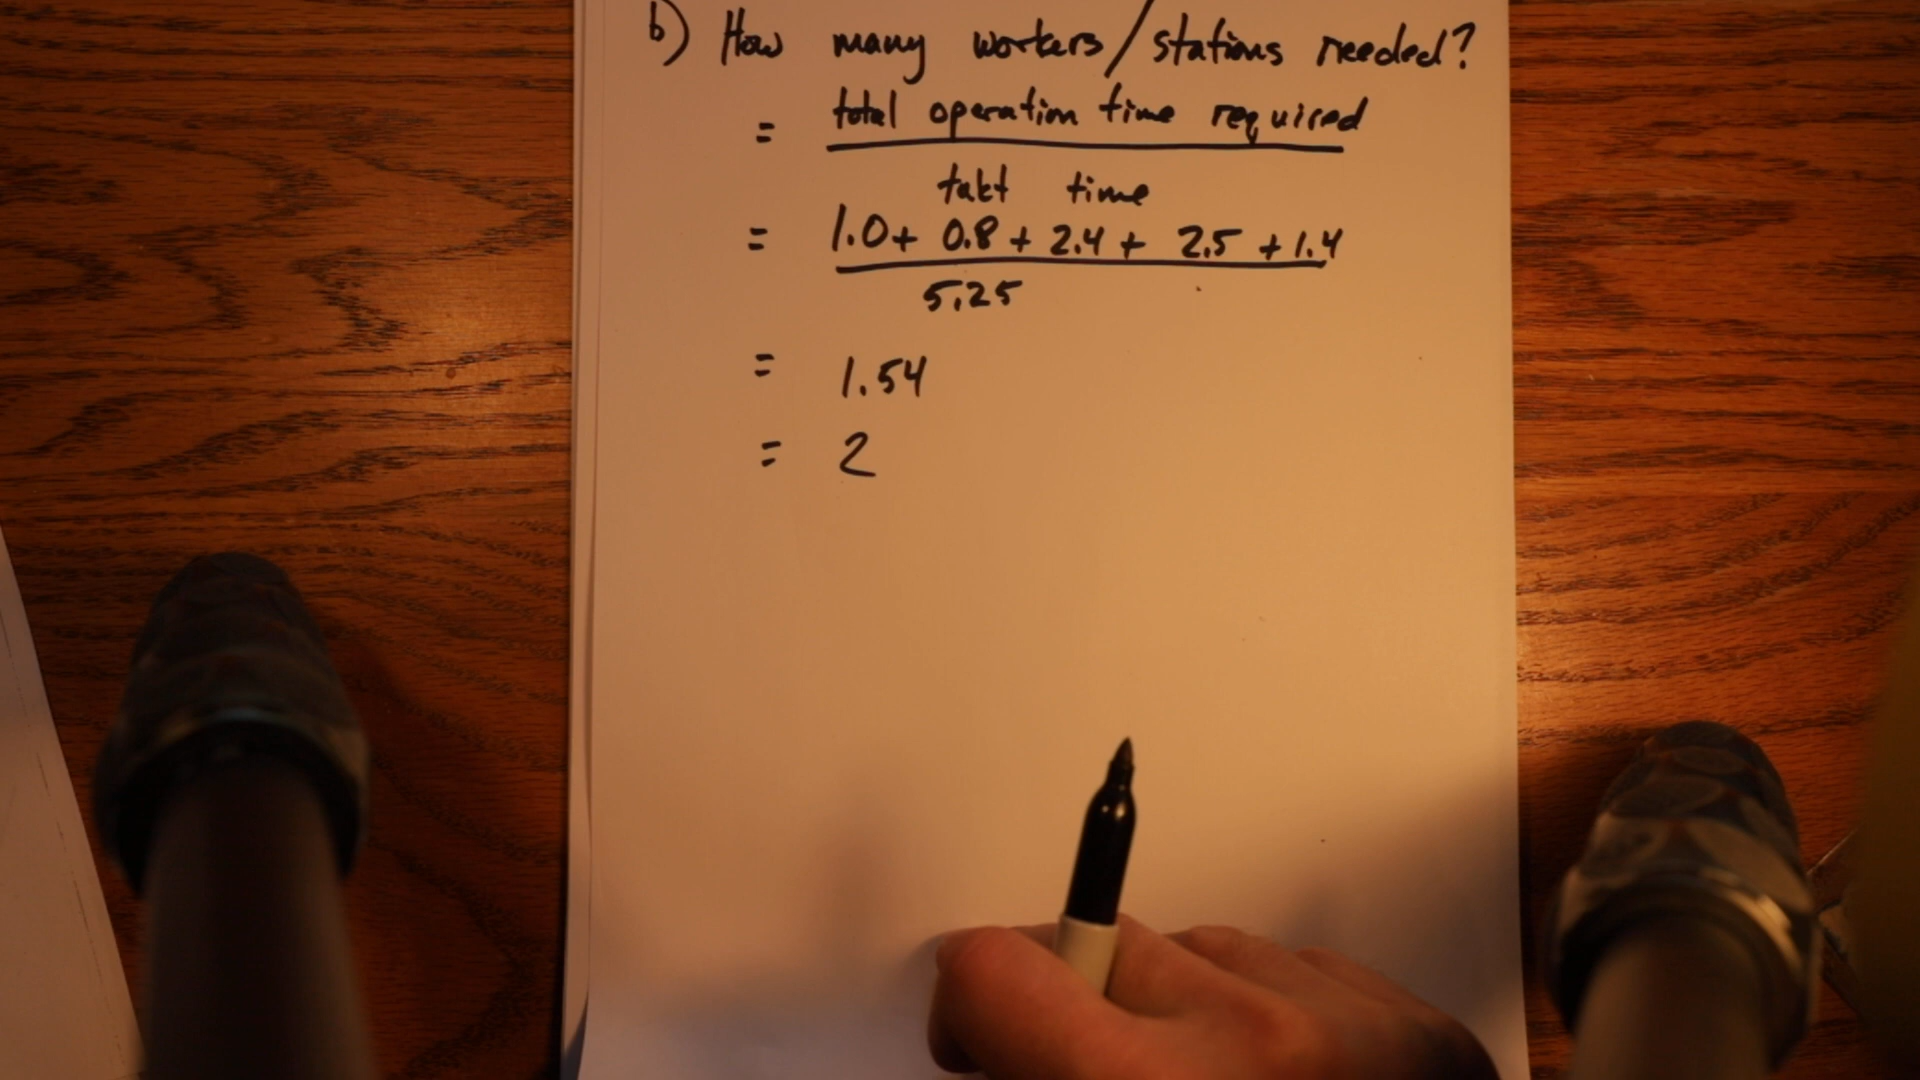 b) How many workers/stations needed?
= total operation time required
takt time
= 1.0 + 0.8 + 2.4 + 2.5 + 1.4
5.25
= 1.54
= 2